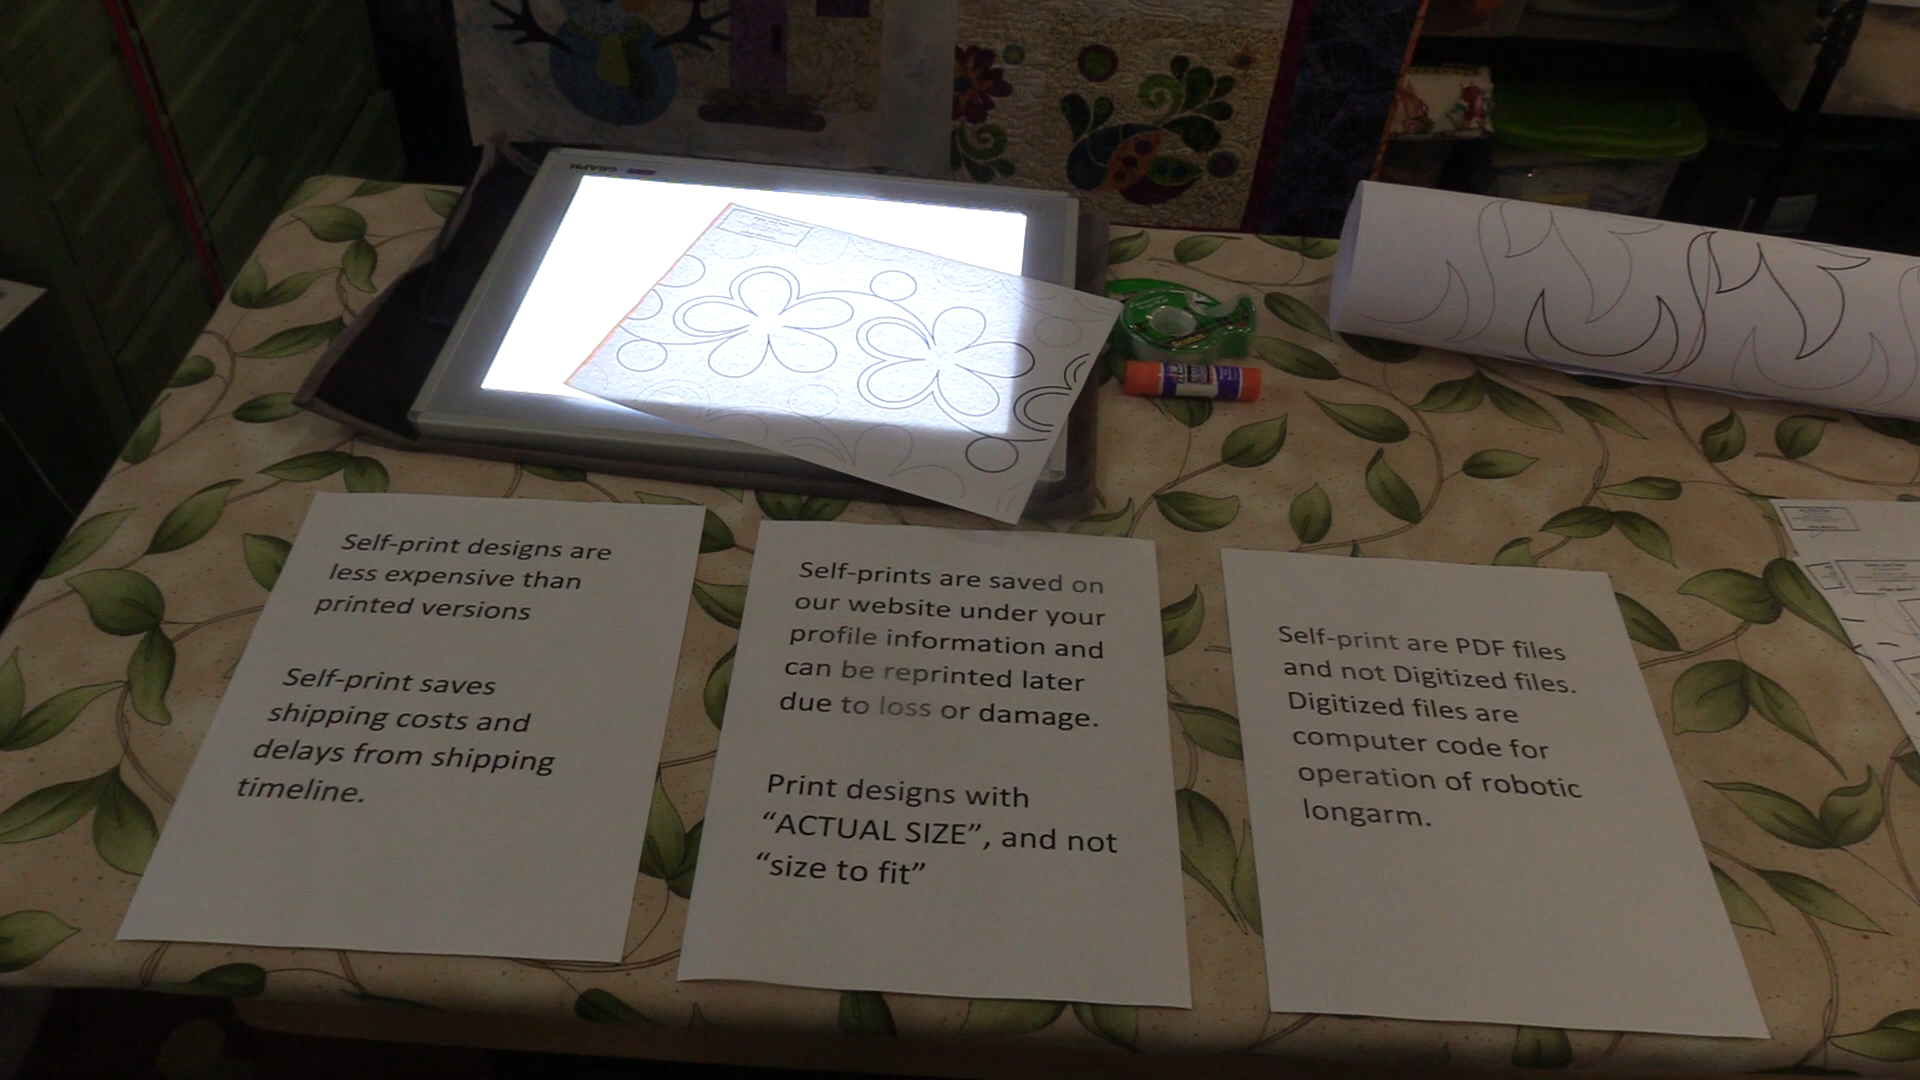 GRAPH
Scotch
Self-print designs are
less expensive than
printed versions
Self-print saves
shipping costs and
delays from shipping
timeline.
Self-prints are saved on
our website under your
profile information and
can be reprinted later
due to loss or damage.
Print designs with
“ACTUAL SIZE”, and not
“size to fit”
Self-print are PDF files
and not Digitized files.
Digitized files are
computer code for
operation of robotic
longarm.